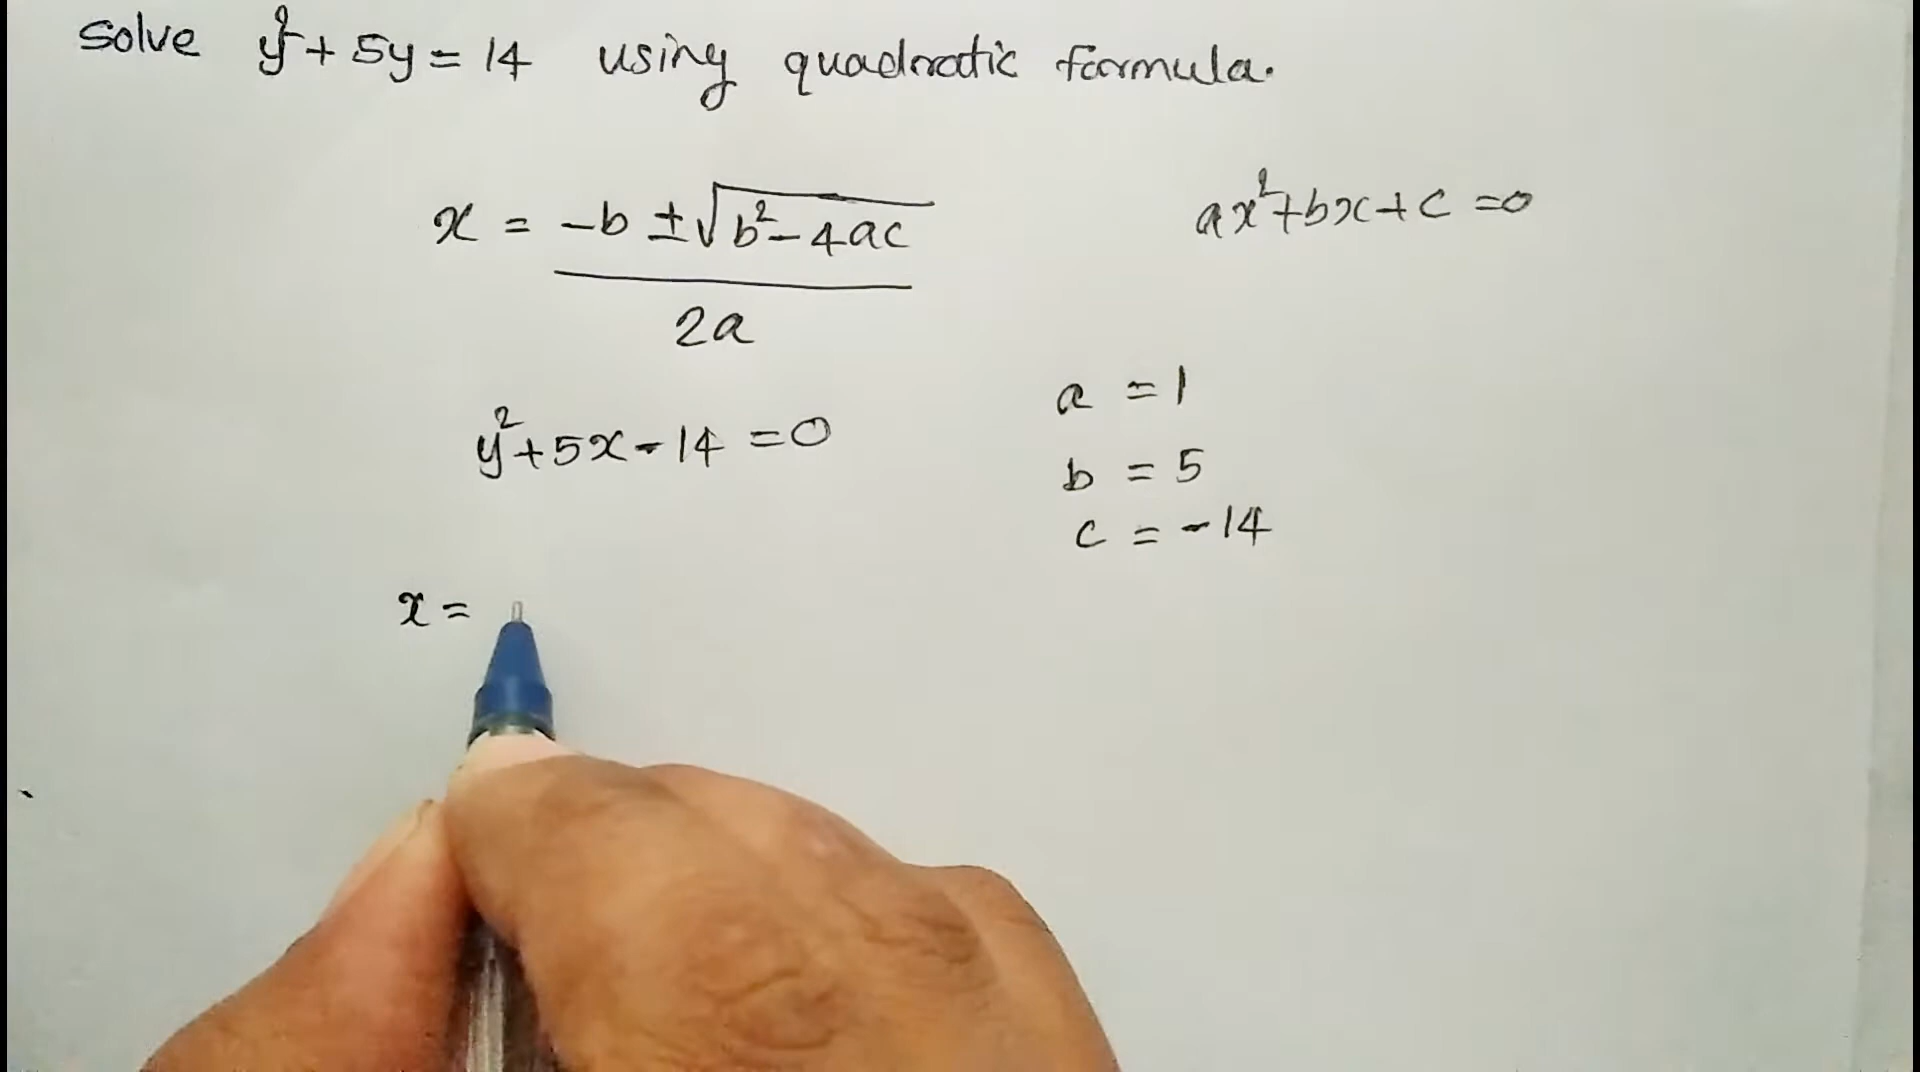 Solve y²+5y=14 using quadratic formula.
x = -b ±√b²-4ac
2a
ax²+bx+c=0
y²+5x-14=0
a = 1
b = 5
c = -14
x =